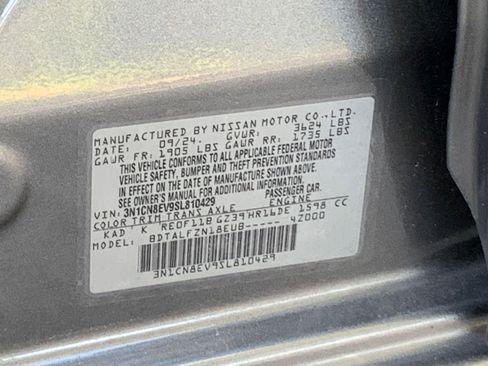 MANUFACTURED BY NISSAN MOTOR CO.,LTD.
DATE: 09/24. GVWR: 3624 LBS
GAWR FR: 1905 LBS GAWR RR: 1735 LBS
THIS VEHICLE CONFORMS TO ALL APPLICABLE FEDERAL MOTOR
VEHICLE SAFETY, BUMPER AND THEFT PREVENTION STANDARDS
IN EFFECT ON THE DATE OF MANUFACTURE SHOWN ABOVE.
SEE OWNER'S MANUAL FOR ADDITIONAL INFORMATION.
VIN: 3N1CN8EV9SL810429 PASSENGER CAR.
COLOR TRIM TRANS AXLE ENGINE
KAD K RE0F11B GZ39 HR16DE 1598 CC
MODEL: BDTALFZN18EUB----- 4Z000
3N1CN8EV9SL810429